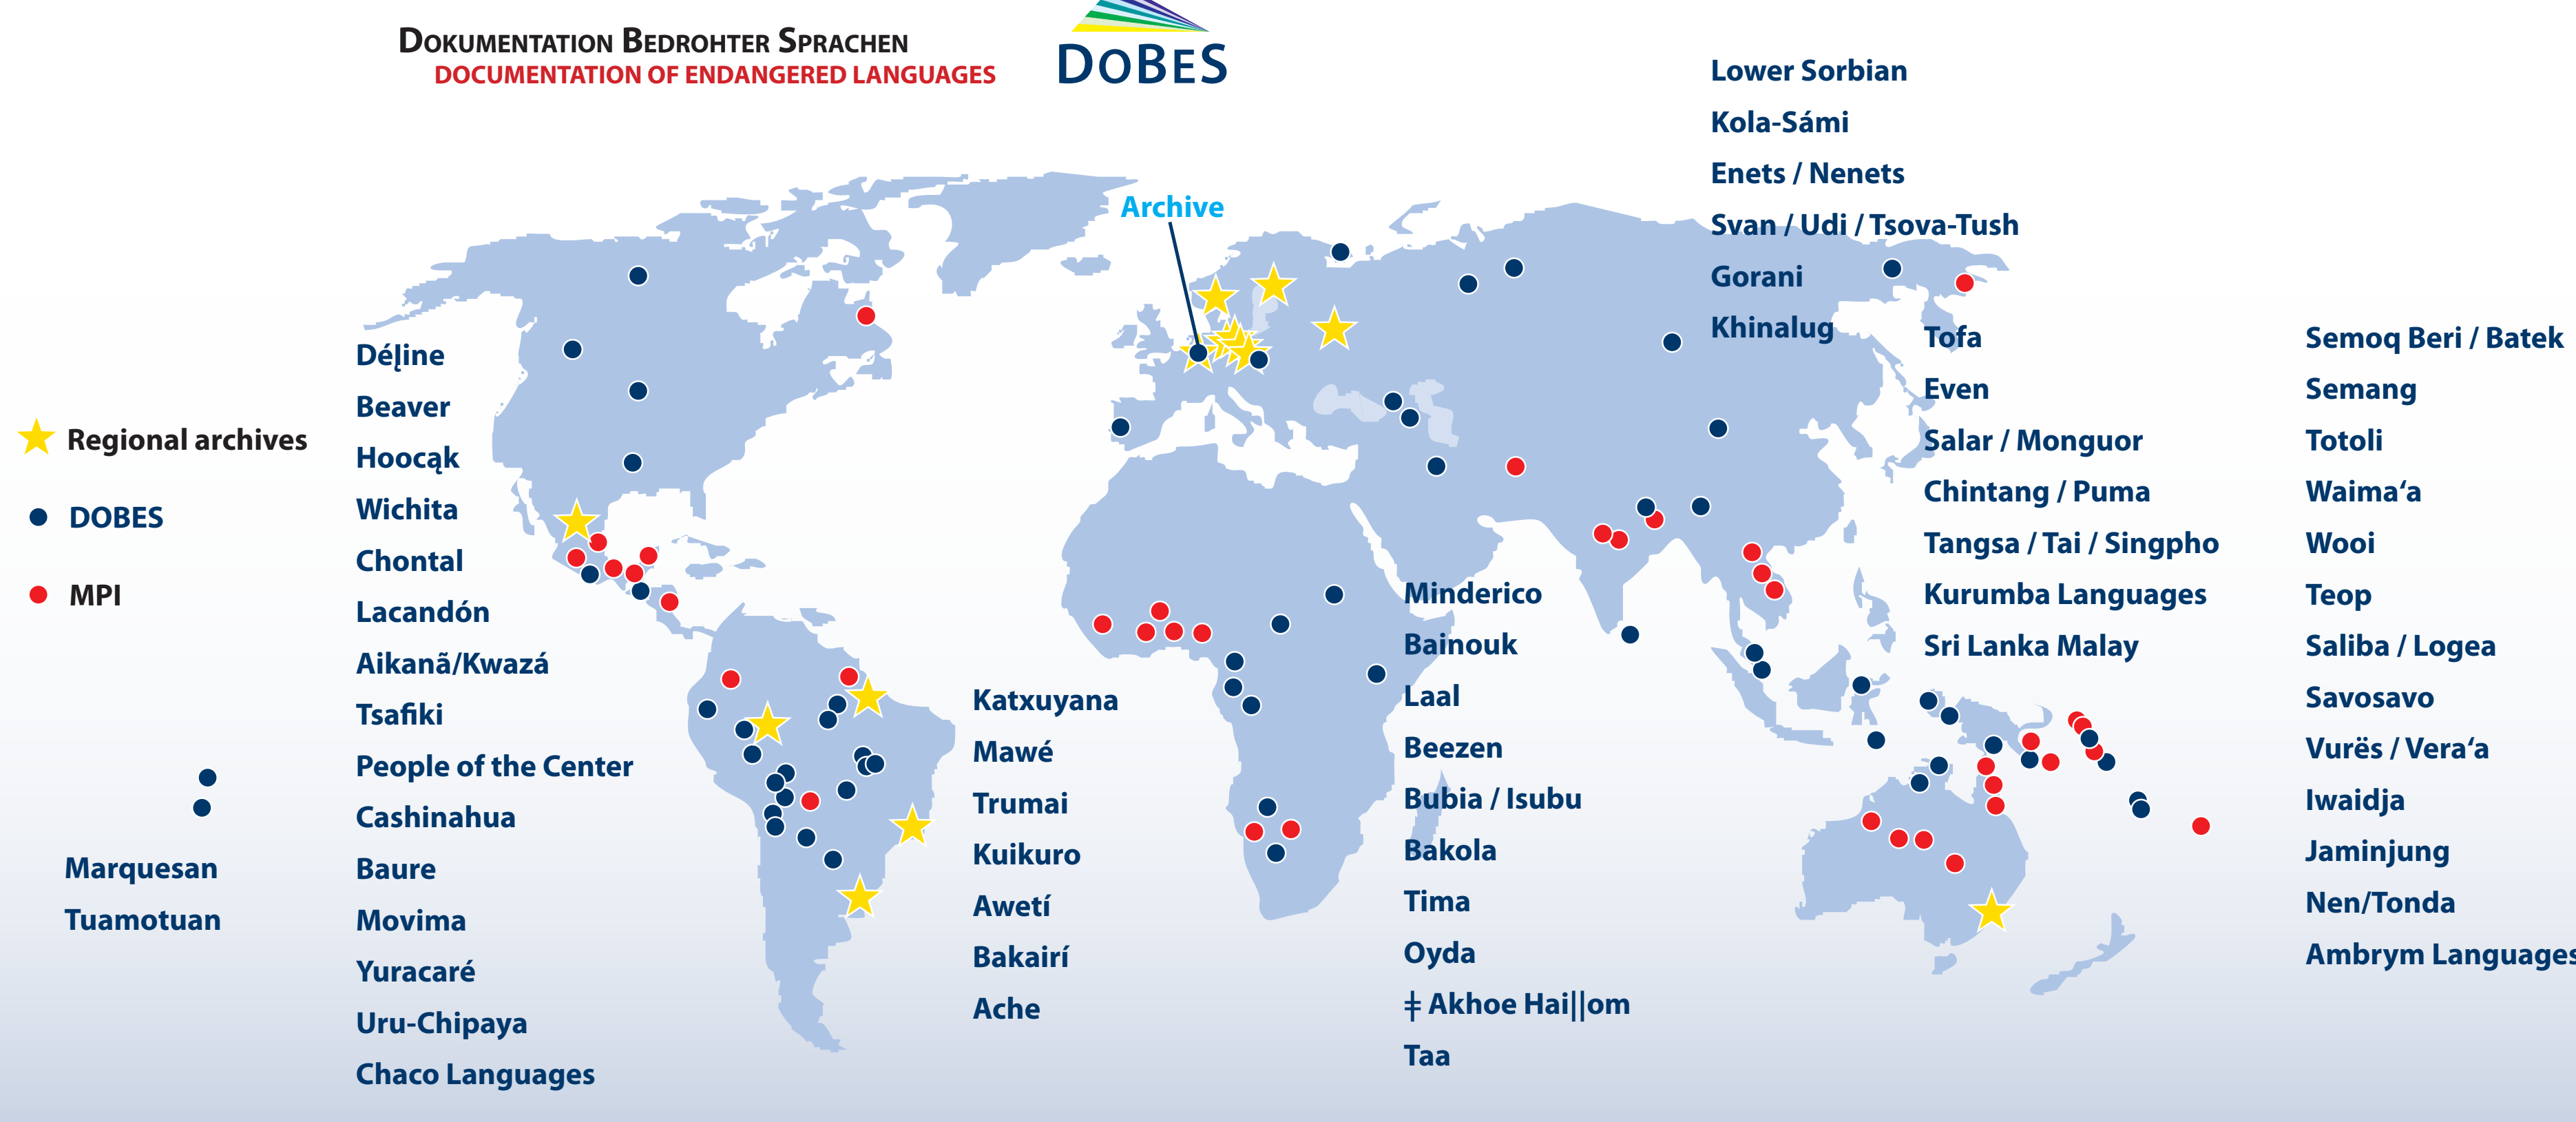 Dokumentation Bedrohter Sprachen
DOCUMENTATION OF ENDANGERED LANGUAGES
DOBES
Archive
Regional archives
DOBES
MPI
Marquesan
Tuamotuan
Délįne
Beaver
Hoocąk
Wichita
Chontal
Lacandón
Aikanã/Kwazá
Tsafiki
People of the Center
Cashinahua
Baure
Movima
Yuracaré
Uru-Chipaya
Chaco Languages
Katxuyana
Mawé
Trumai
Kuikuro
Awetí
Bakairí
Ache
Minderico
Bainouk
Laal
Beezen
Bubia / Isubu
Bakola
Tima
Oyda
ǂ Akhoe Hai||om
Taa
Lower Sorbian
Kola-Sámi
Enets / Nenets
Svan / Udi / Tsova-Tush
Gorani
Khinalug
Tofa
Even
Salar / Monguor
Chintang / Puma
Tangsa / Tai / Singpho
Kurumba Languages
Sri Lanka Malay
Semoq Beri / Batek
Semang
Totoli
Waima‘a
Wooi
Teop
Saliba / Logea
Savosavo
Vurës / Vera‘a
Iwaidja
Jaminjung
Nen/Tonda
Ambrym Languages